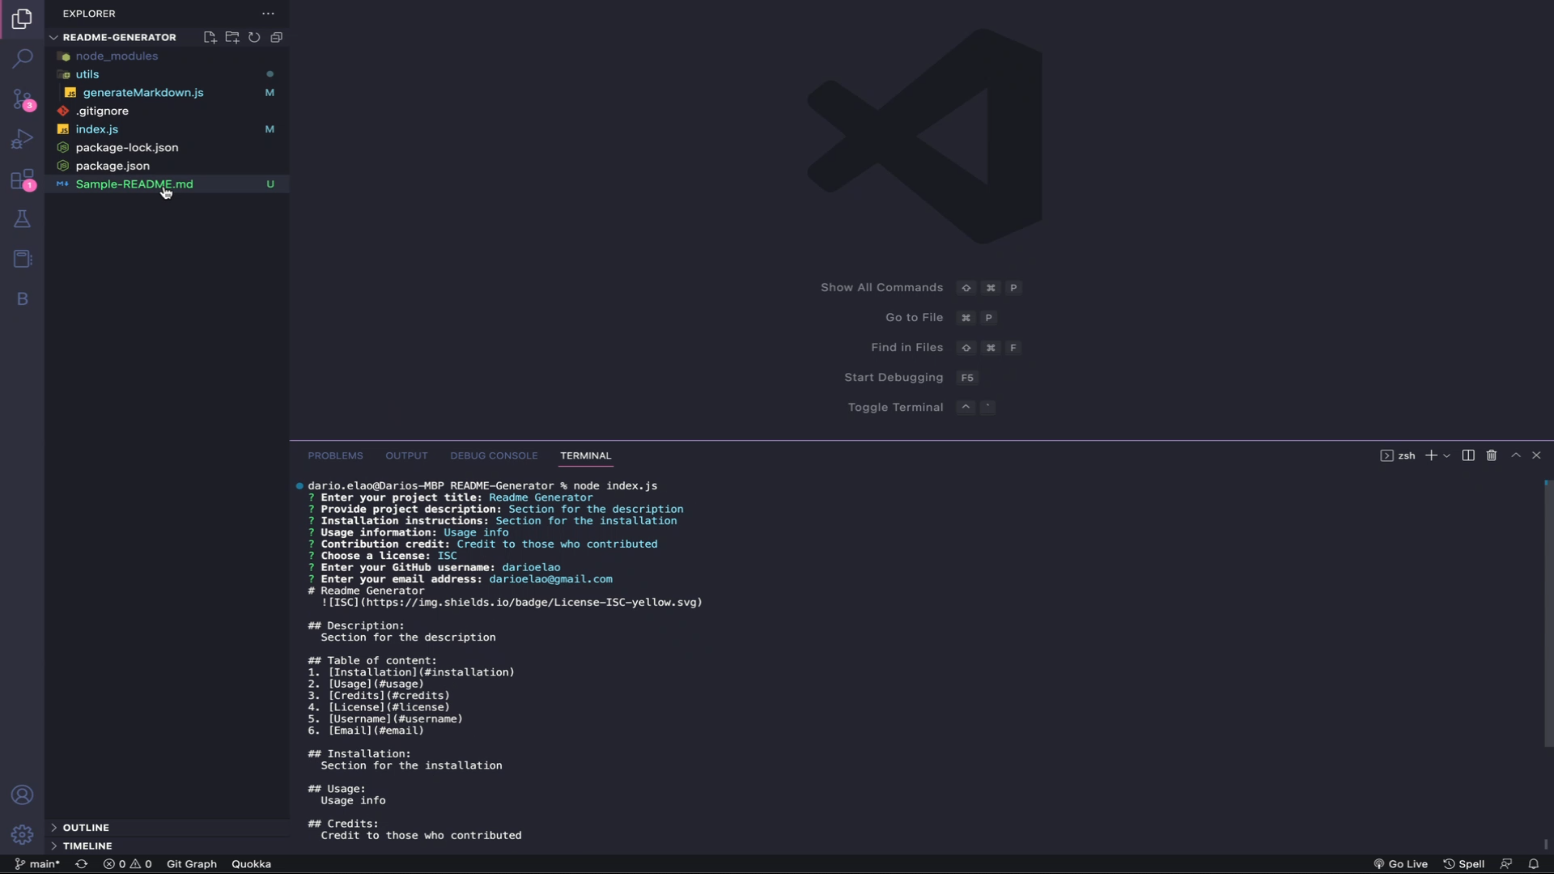 EXPLORER
README-GENERATOR
node_modules
utils
generateMarkdown.js M
.gitignore
index.js M
package-lock.json
package.json
Sample-README.md U
3
1
B
OUTLINE
TIMELINE
Show All Commands ⌘ P
Go to File ⌘ P
Find in Files ⌘ F
Start Debugging F5
Toggle Terminal ^ `
PROBLEMS OUTPUT DEBUG CONSOLE TERMINAL
zsh
dario.elao@Darios-MBP README-Generator % node index.js
? Enter your project title: Readme Generator
? Provide project description: Section for the description
? Installation instructions: Section for the installation
? Usage information: Usage info
? Contribution credit: Credit to those who contributed
? Choose a license: ISC
? Enter your GitHub username: darioelao
? Enter your email address: darioelao@gmail.com
# Readme Generator
![ISC](https://img.shields.io/badge/License-ISC-yellow.svg)
## Description:
Section for the description
## Table of content:
1. [Installation](#installation)
2. [Usage](#usage)
3. [Credits](#credits)
4. [License](#license)
5. [Username](#username)
6. [Email](#email)
## Installation:
Section for the installation
## Usage:
Usage info
## Credits:
Credit to those who contributed
main* 0 0 Git Graph Quokka
Go Live Spell